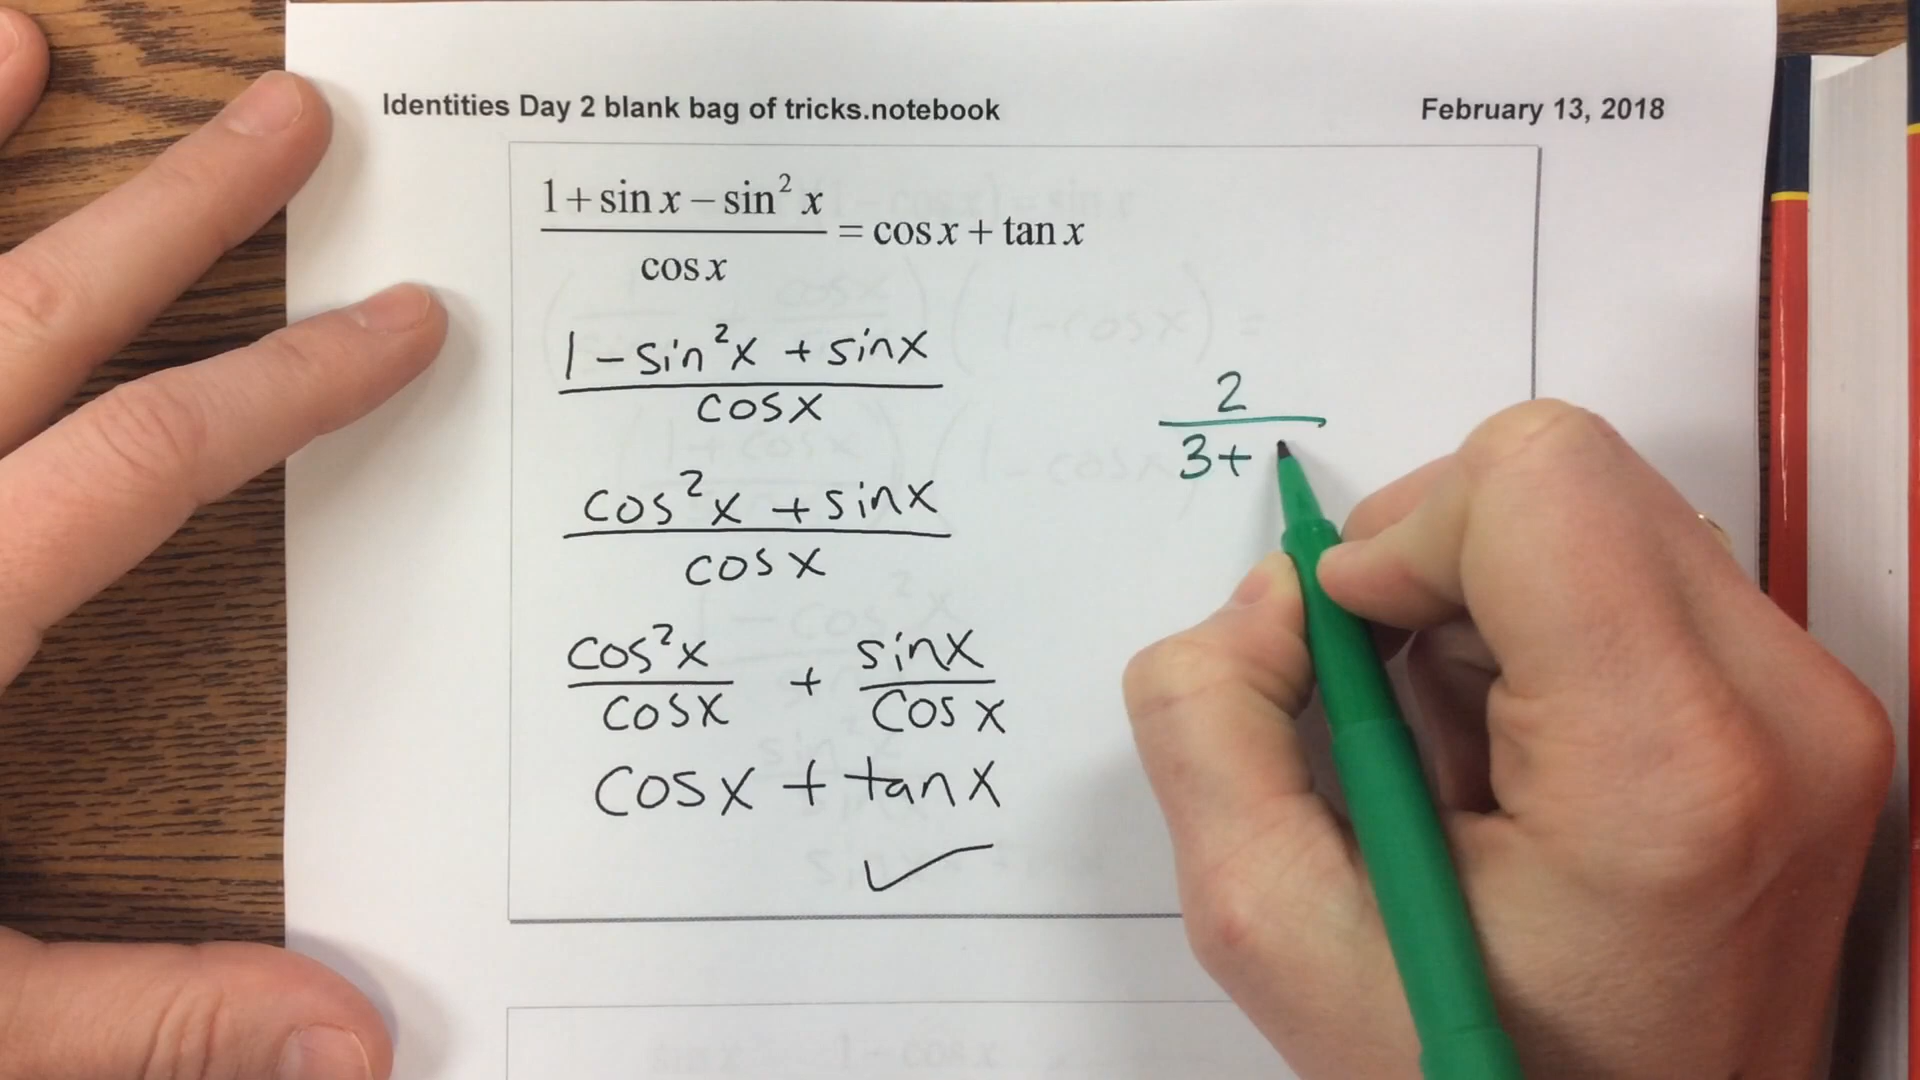 Identities Day 2 blank bag of tricks.notebook
February 13, 2018
1 + sin x − sin² x
cos x
= cos x + tan x
1 − sin²x + sinx
cosx
cos²x + sinx
cosx
cos²x + sinx
cosx cosx
cosx + tanx
✓
2
3+